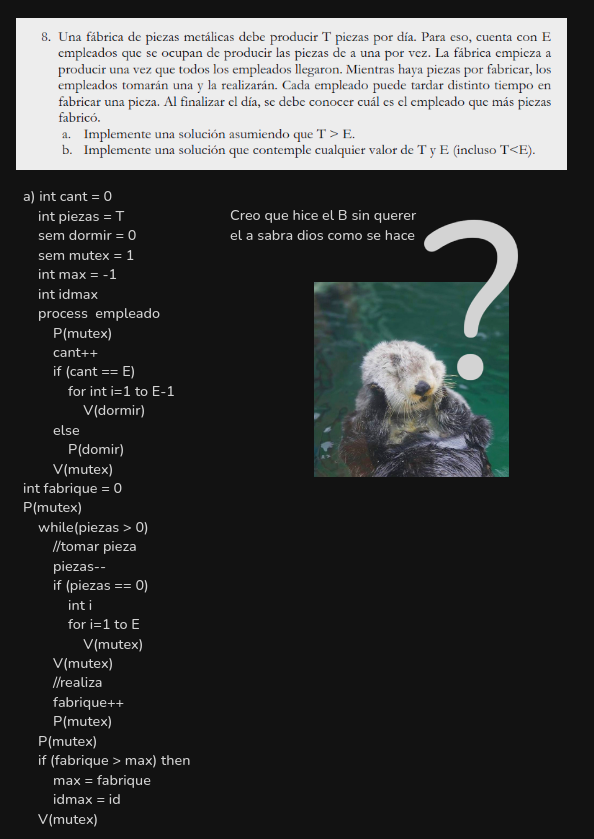 8. Una fábrica de piezas metálicas debe producir T piezas por día. Para eso, cuenta con E
empleados que se ocupan de producir las piezas de a una por vez. La fábrica empieza a
producir una vez que todos los empleados llegaron. Mientras haya piezas por fabricar, los
empleados tomarán una y la realizarán. Cada empleado puede tardar distinto tiempo en
fabricar una pieza. Al finalizar el día, se debe conocer cuál es el empleado que más piezas
fabricó.
a. Implemente una solución asumiendo que T > E.
b. Implemente una solución que contemple cualquier valor de T y E (incluso T<E).
a) int cant = 0
int piezas = T
sem dormir = 0
sem mutex = 1
int max = -1
int idmax
process empleado
P(mutex)
cant++
if (cant == E)
for int i=1 to E-1
V(dormir)
else
P(domir)
V(mutex)
int fabrique = 0
P(mutex)
while(piezas > 0)
//tomar pieza
piezas--
if (piezas == 0)
int i
for i=1 to E
V(mutex)
V(mutex)
//realiza
fabrique++
P(mutex)
P(mutex)
if (fabrique > max) then
max = fabrique
idmax = id
V(mutex)
Creo que hice el B sin querer
el a sabra dios como se hace
?